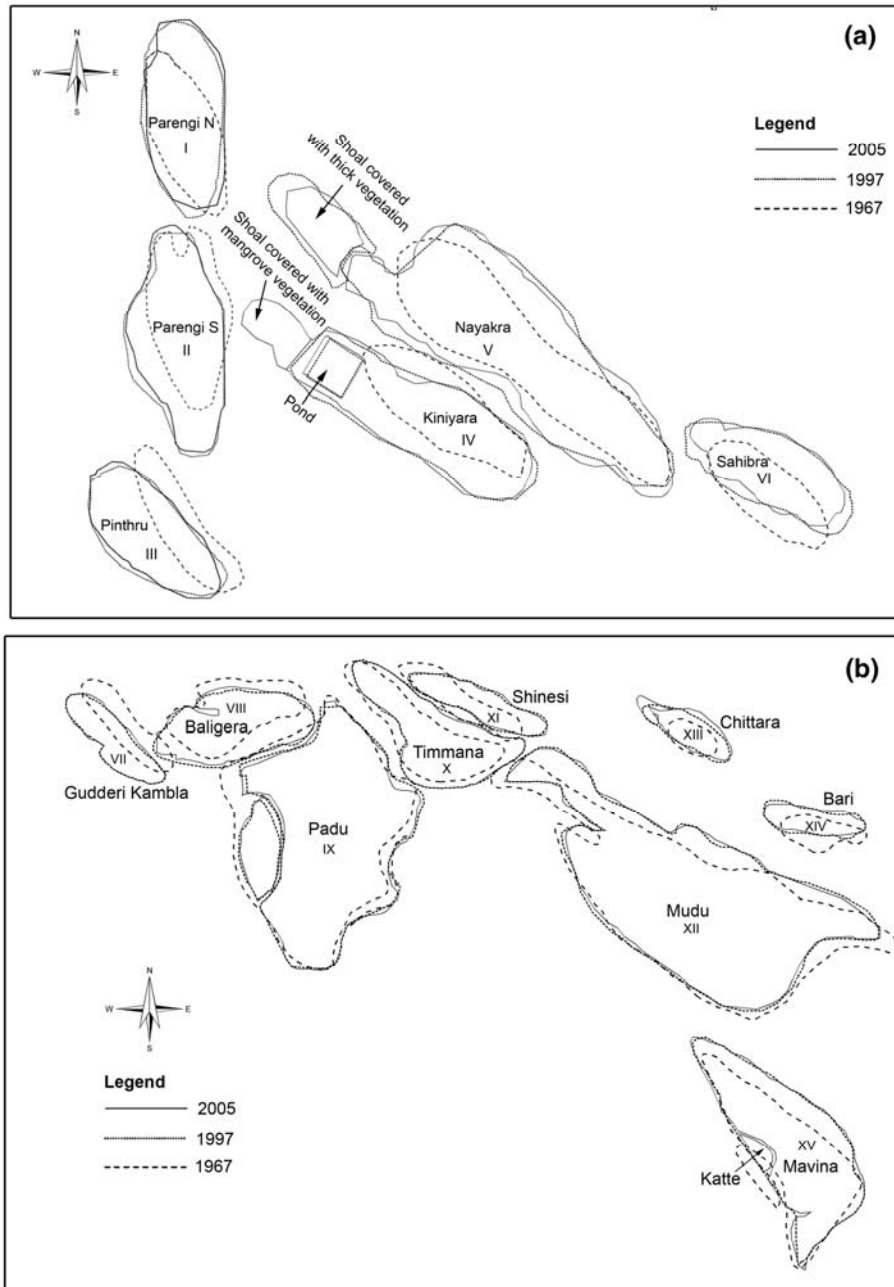 (a)
N
W E
S
Parengi N
I
Shoal covered
with thick vegetation
Legend
2005
1997
1967
Shoal covered with
mangrove vegetation
Parengi S
II
Nayakra
V
Pond
Kiniyara
IV
Sahibra
VI
Pinthru
III
(b)
VIII
Baligera
Shinesi
XI
Chittara
XIII
VII
Gudderi Kambla
Timmana
X
Bari
XIV
Padu
IX
Mudu
XII
N
W E
S
Legend
2005
1997
1967
XV
Mavina
Katte